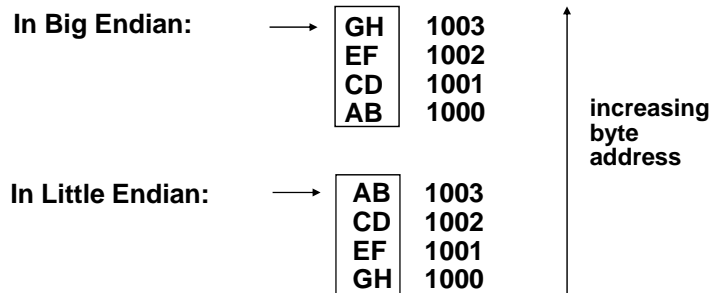 In Big Endian: GH 1003
EF 1002
CD 1001
AB 1000
increasing
byte
address
In Little Endian: AB 1003
CD 1002
EF 1001
GH 1000